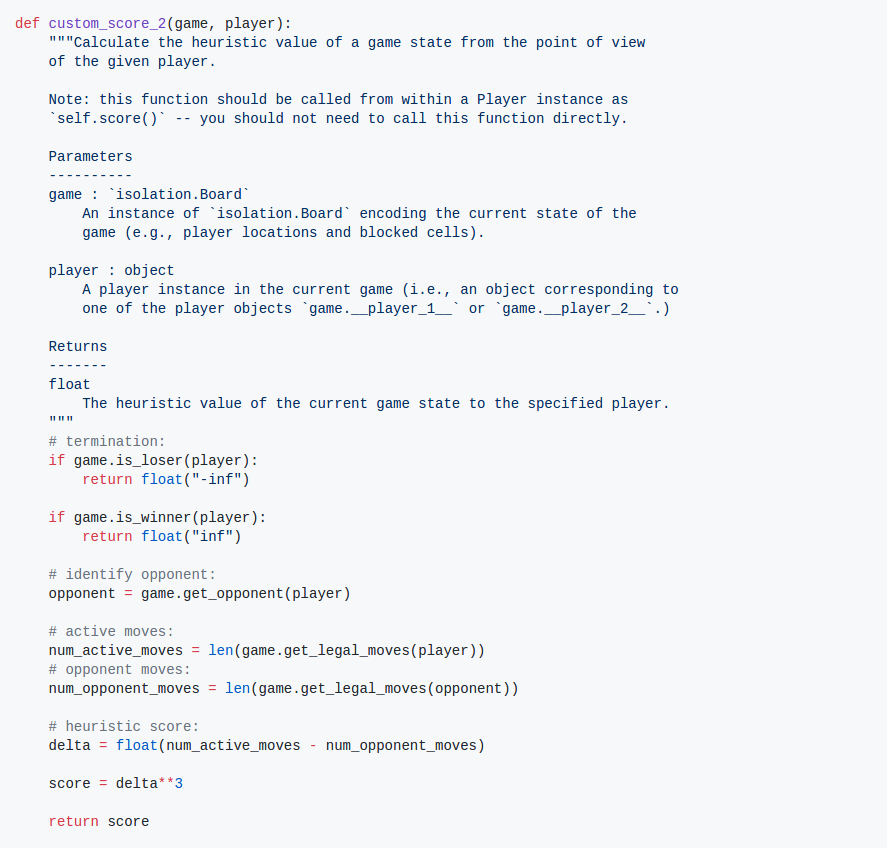 def custom_score_2(game, player):
    """Calculate the heuristic value of a game state from the point of view
    of the given player.

    Note: this function should be called from within a Player instance as
    `self.score()` -- you should not need to call this function directly.

    Parameters
    ----------
    game : `isolation.Board`
        An instance of `isolation.Board` encoding the current state of the
        game (e.g., player locations and blocked cells).

    player : object
        A player instance in the current game (i.e., an object corresponding to
        one of the player objects `game.__player_1__` or `game.__player_2__`.)

    Returns
    -------
    float
        The heuristic value of the current game state to the specified player.
    """
    # termination:
    if game.is_loser(player):
        return float("-inf")

    if game.is_winner(player):
        return float("inf")

    # identify opponent:
    opponent = game.get_opponent(player)

    # active moves:
    num_active_moves = len(game.get_legal_moves(player))
    # opponent moves:
    num_opponent_moves = len(game.get_legal_moves(opponent))

    # heuristic score:
    delta = float(num_active_moves - num_opponent_moves)

    score = delta**3

    return score